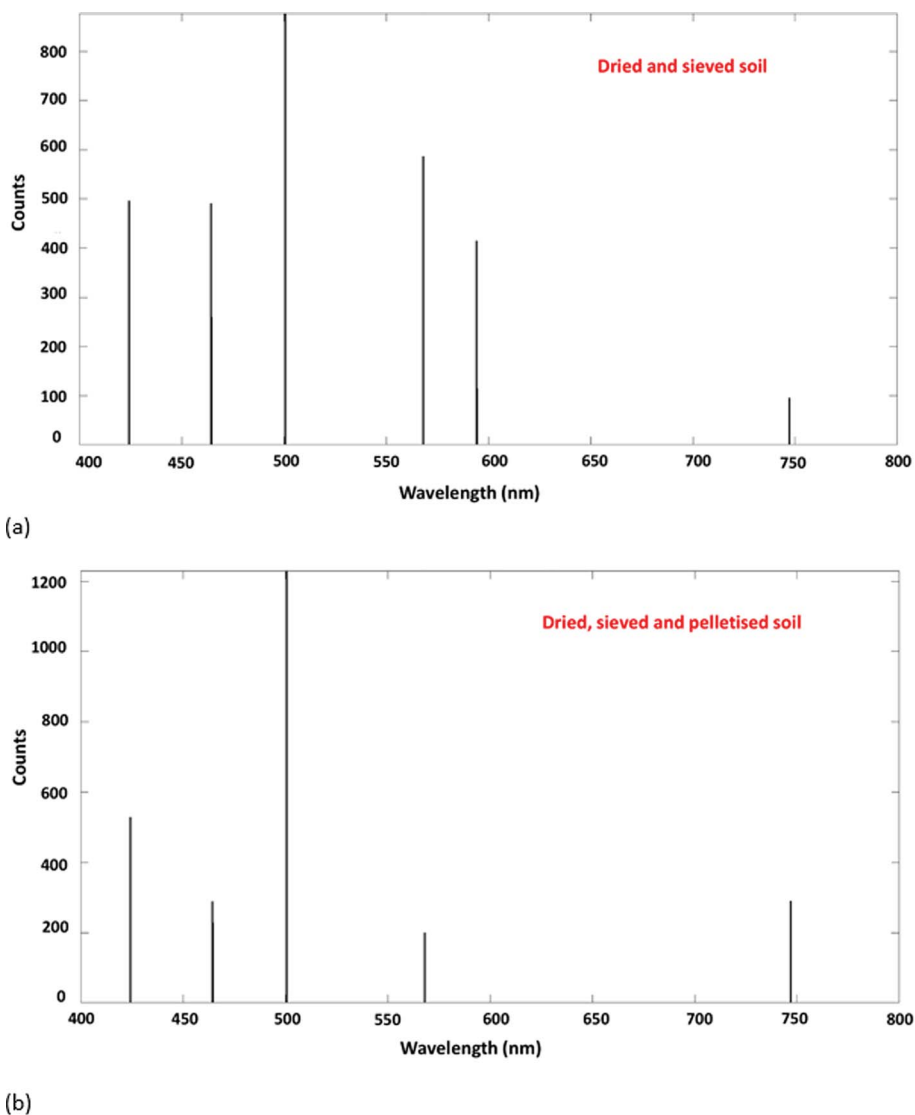 800
700
600
500
400
300
200
100
0
Counts
Dried and sieved soil
400 450 500 550 600 650 700 750 800
Wavelength (nm)
(a)
1200
1000
800
600
400
200
0
Counts
Dried, sieved and pelletised soil
400 450 500 550 600 650 700 750 800
Wavelength (nm)
(b)